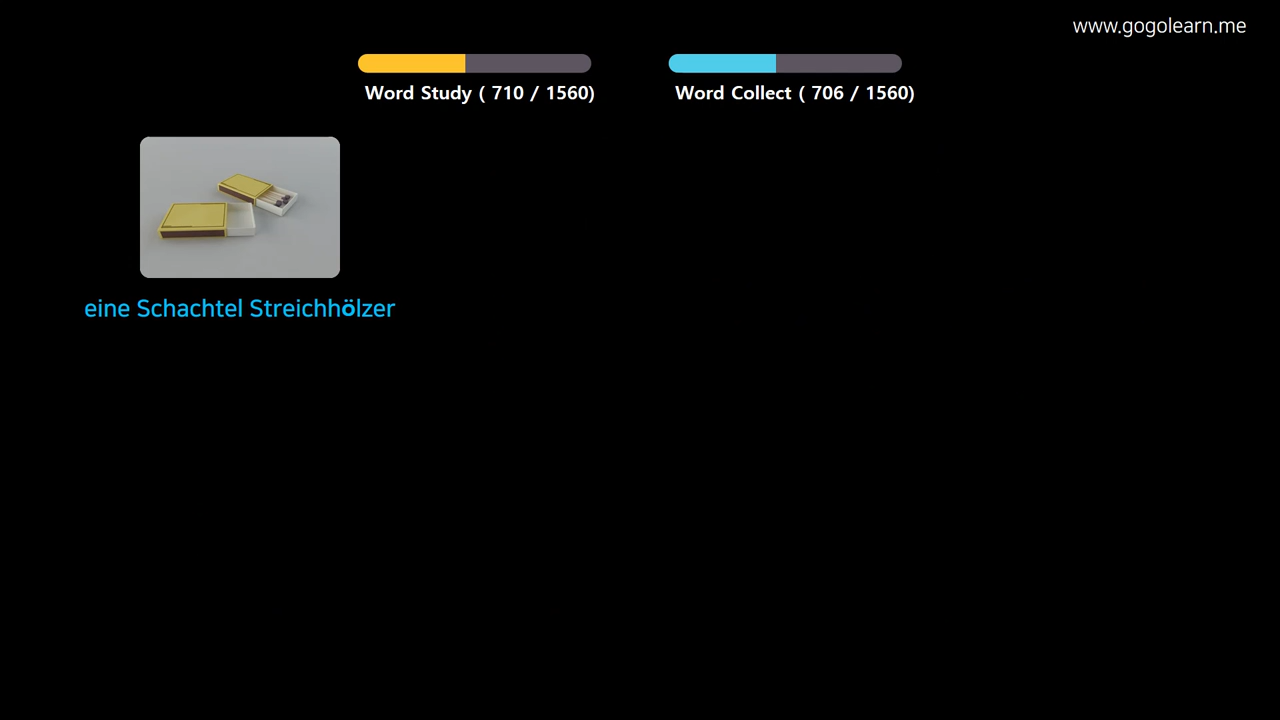 www.gogolearn.me
Word Study ( 710 / 1560)
Word Collect ( 706 / 1560)
eine Schachtel Streichhölzer